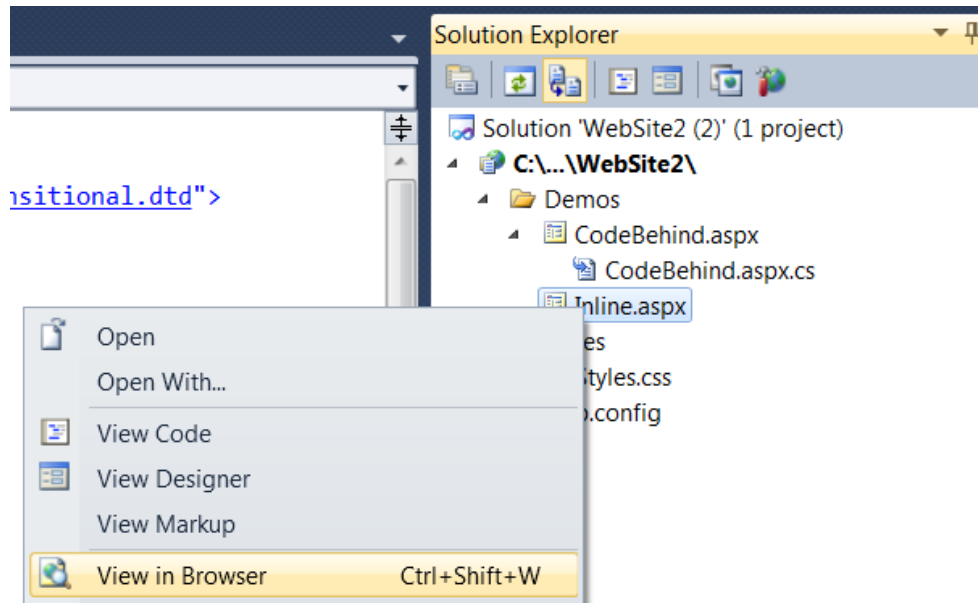 Solution Explorer
Solution 'WebSite2 (2)' (1 project)
C:\...\WebSite2\
nsitional.dtd">
Demos
CodeBehind.aspx
CodeBehind.aspx.cs
Inline.aspx
es
Styles.css
.config
Open
Open With...
View Code
View Designer
View Markup
View in Browser Ctrl+Shift+W